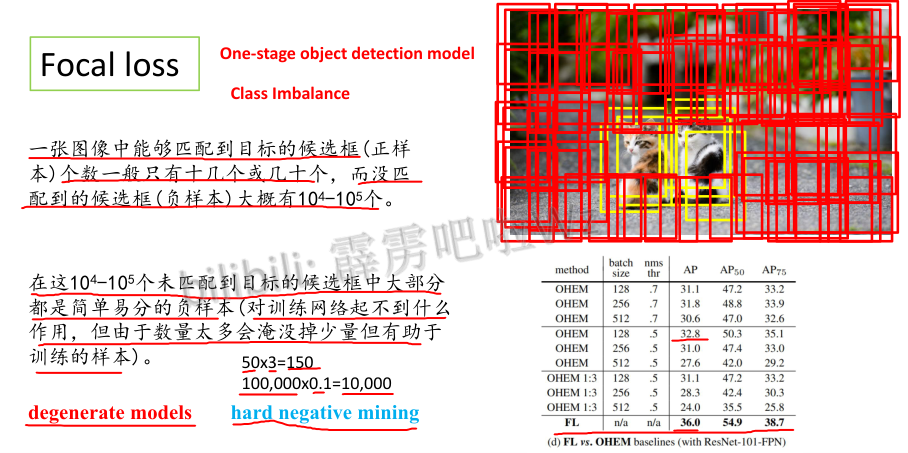 Focal loss
One-stage object detection model
Class Imbalance
一张图像中能够匹配到目标的候选框(正样
本)个数一般只有十几个或几十个，而没匹
配到的候选框(负样本)大概有10⁴–10⁵个。
在这10⁴–10⁵个未匹配到目标的候选框中大部分
都是简单易分的负样本(对训练网络起不到什么
作用，但由于数量太多会淹没掉少量但有助于
训练的样本)。
50x3=150
100,000x0.1=10,000
degenerate models
hard negative mining
bilibili: 霹雳吧啦Wz
method batch size nms thr AP AP50 AP75
OHEM 128 .7 31.1 47.2 33.2
OHEM 256 .7 31.8 48.8 33.9
OHEM 512 .7 30.6 47.0 32.6
OHEM 128 .5 32.8 50.3 35.1
OHEM 256 .5 31.0 47.4 33.0
OHEM 512 .5 27.6 42.0 29.2
OHEM 1:3 128 .5 31.1 47.2 33.2
OHEM 1:3 256 .5 28.3 42.4 30.3
OHEM 1:3 512 .5 24.0 35.5 25.8
FL n/a n/a 36.0 54.9 38.7
(d) FL vs. OHEM baselines (with ResNet-101-FPN)